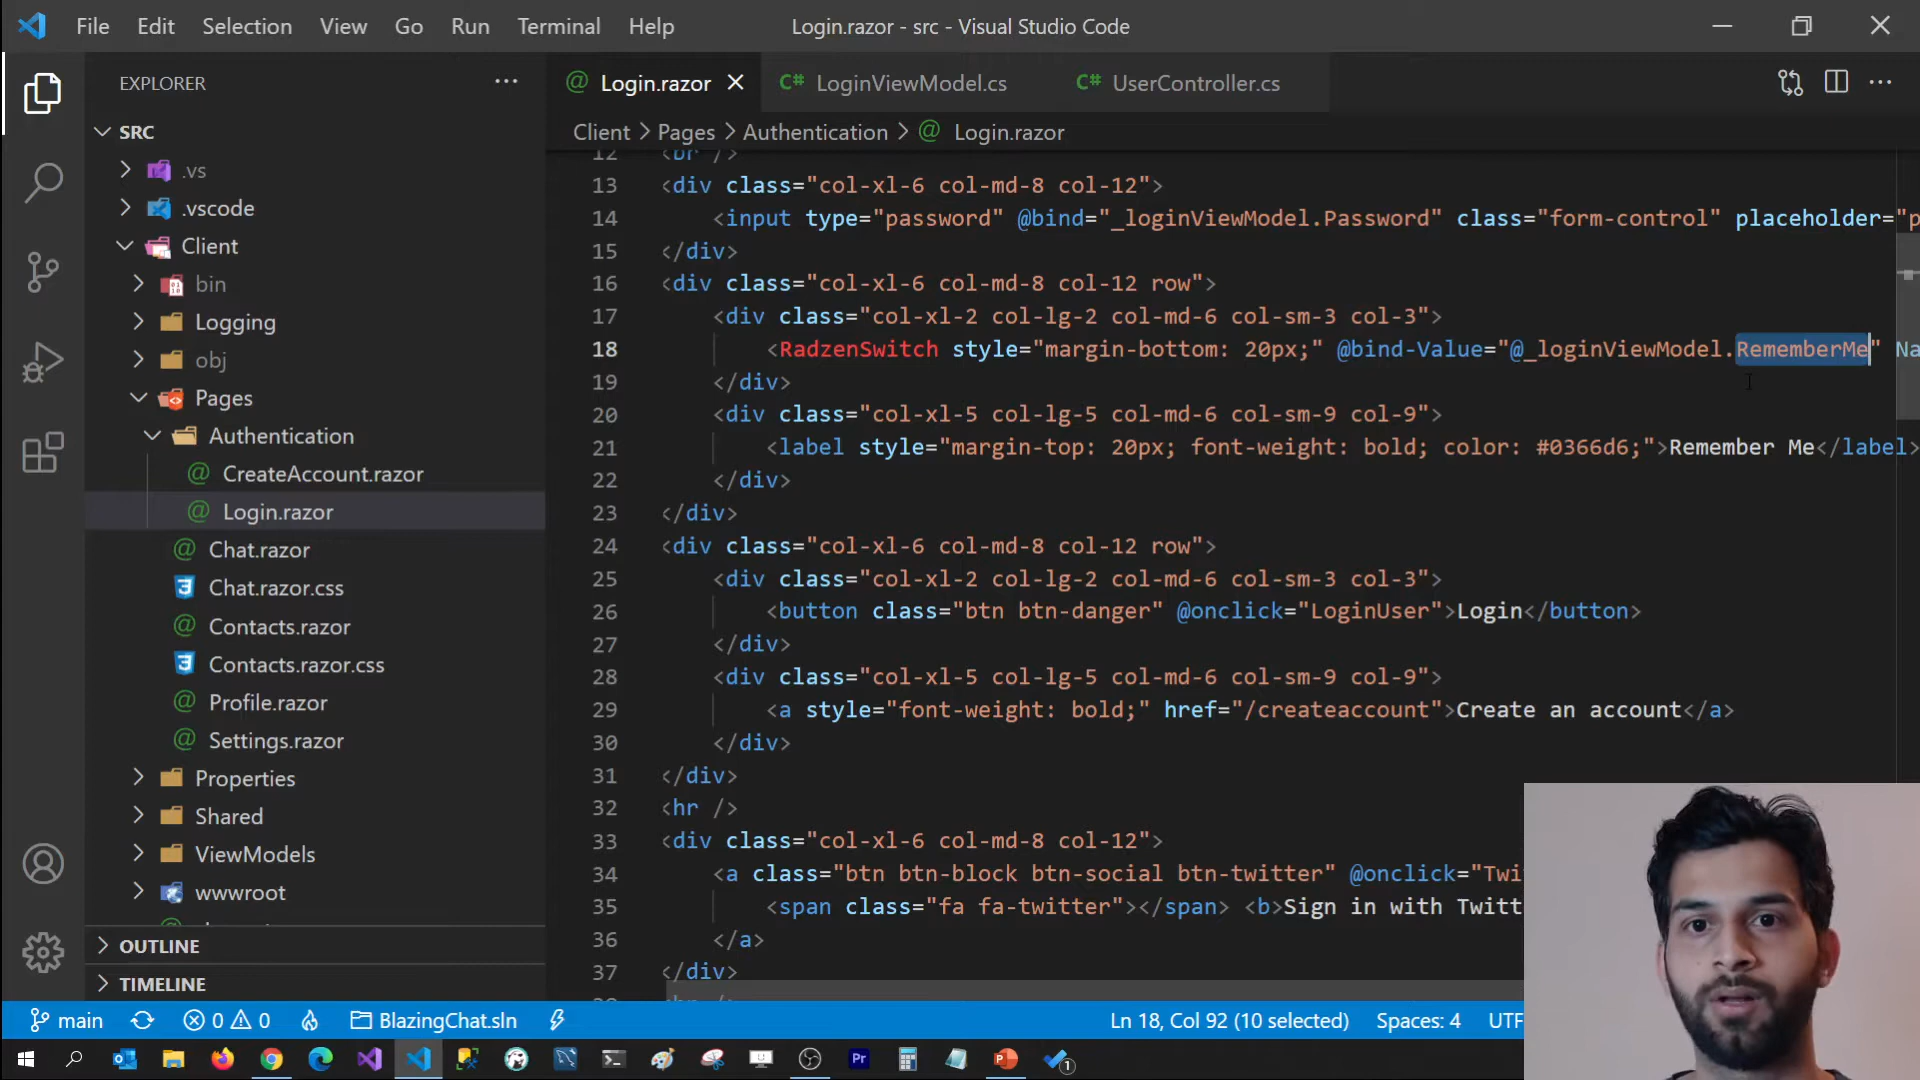 File Edit Selection View Go Run Terminal Help
Login.razor - src - Visual Studio Code
EXPLORER
SRC
.vs
.vscode
Client
bin
Logging
obj
Pages
Authentication
CreateAccount.razor
Login.razor
Chat.razor
Chat.razor.css
Contacts.razor
Contacts.razor.css
Profile.razor
Settings.razor
Properties
Shared
ViewModels
wwwroot
OUTLINE
TIMELINE
@ Login.razor C# LoginViewModel.cs C# UserController.cs
Client > Pages > Authentication > @ Login.razor
12 <br />
13 <div class="col-xl-6 col-md-8 col-12">
14 <input type="password" @bind="_loginViewModel.Password" class="form-control" placeholder="p
15 </div>
16 <div class="col-xl-6 col-md-8 col-12 row">
17 <div class="col-xl-2 col-lg-2 col-md-6 col-sm-3 col-3">
18 <RadzenSwitch style="margin-bottom: 20px;" @bind-Value="@_loginViewModel.RememberMe" Na
19 </div>
20 <div class="col-xl-5 col-lg-5 col-md-6 col-sm-9 col-9">
21 <label style="margin-top: 20px; font-weight: bold; color: #0366d6;">Remember Me</label>
22 </div>
23 </div>
24 <div class="col-xl-6 col-md-8 col-12 row">
25 <div class="col-xl-2 col-lg-2 col-md-6 col-sm-3 col-3">
26 <button class="btn btn-danger" @onclick="LoginUser">Login</button>
27 </div>
28 <div class="col-xl-5 col-lg-5 col-md-6 col-sm-9 col-9">
29 <a style="font-weight: bold;" href="/createaccount">Create an account</a>
30 </div>
31 </div>
32 <hr />
33 <div class="col-xl-6 col-md-8 col-12">
34 <a class="btn btn-block btn-social btn-twitter" @onclick="Twi
35 <span class="fa fa-twitter"></span> <b>Sign in with Twitt
36 </a>
37 </div>
main 0 0 BlazingChat.sln Ln 18, Col 92 (10 selected) Spaces: 4 UTF
Pr 1